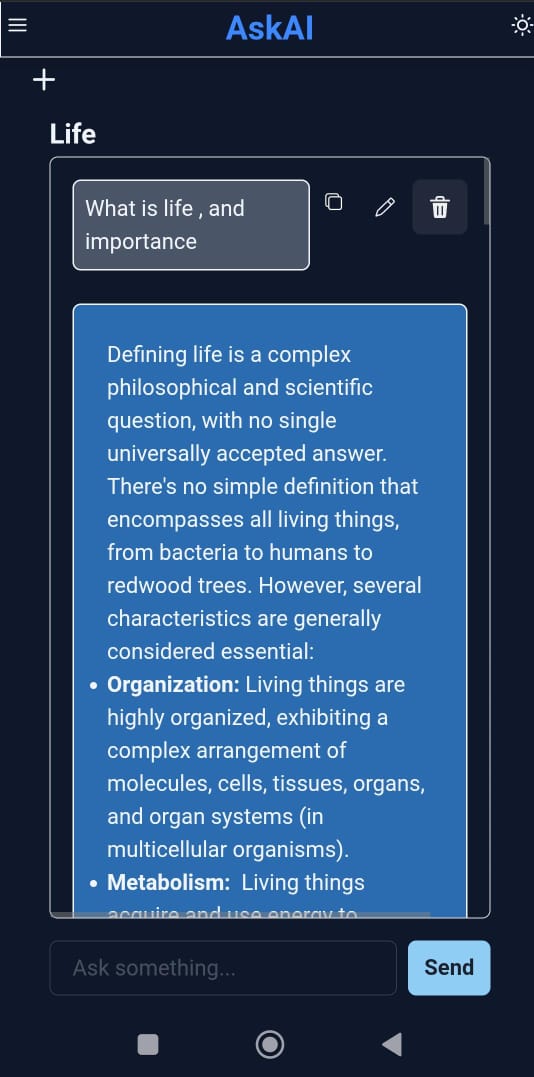 AskAI
Life
What is life , and
importance
Defining life is a complex
philosophical and scientific
question, with no single
universally accepted answer.
There's no simple definition that
encompasses all living things,
from bacteria to humans to
redwood trees. However, several
characteristics are generally
considered essential:
• Organization: Living things are
highly organized, exhibiting a
complex arrangement of
molecules, cells, tissues, organs,
and organ systems (in
multicellular organisms).
• Metabolism: Living things
acquire and use energy to
Ask something...
Send